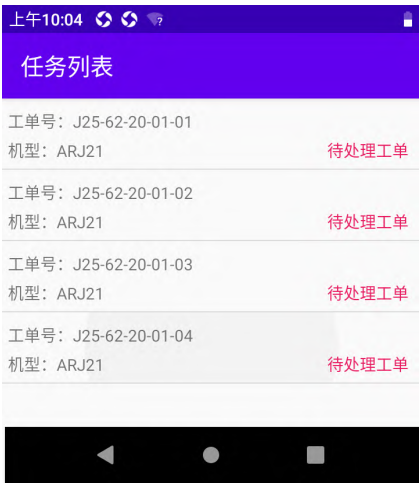 上午10:04
任务列表
工单号：J25-62-20-01-01
机型：ARJ21 待处理工单
工单号：J25-62-20-01-02
机型：ARJ21 待处理工单
工单号：J25-62-20-01-03
机型：ARJ21 待处理工单
工单号：J25-62-20-01-04
机型：ARJ21 待处理工单